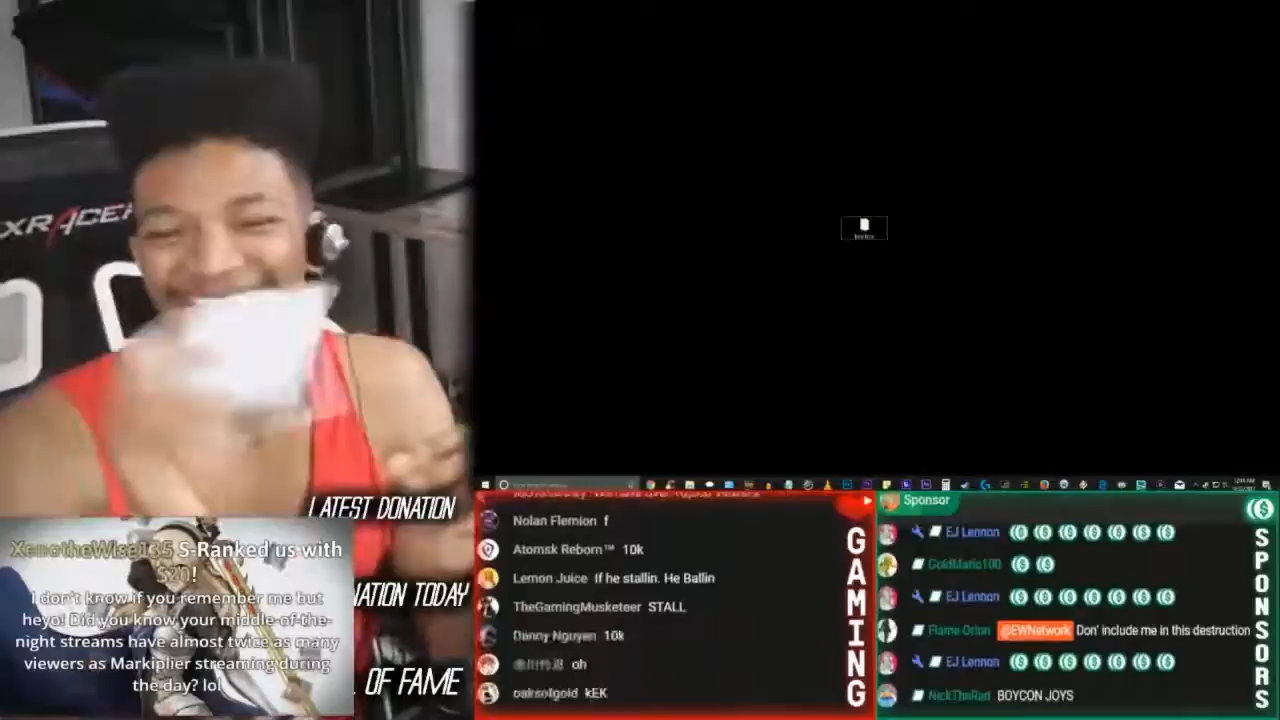 XRACER
LATEST DONATION
XenotheWise135 S-Ranked us with
$20!
I don't know if you remember me but
heyo! Did you know your middle-of-the-
night streams have almost twice as many
viewers as Markiplier streaming during
the day? lol
NATION TODAY
OF FAME
Nolan Flemion f
Atomsk Reborn™ 10k
Lemon Juice If he stallin. He Ballin
TheGamingMusketeer STALL
Danny Nguyen 10k
oh
oaksofgold kEK
GAMING
Sponsor
EJ Lennon
GoldMario100
EJ Lennon
Flame Orion @EWNetwork Don' include me in this destruction
EJ Lennon
NickThaRad BOYCON JOYS
SPONSORS